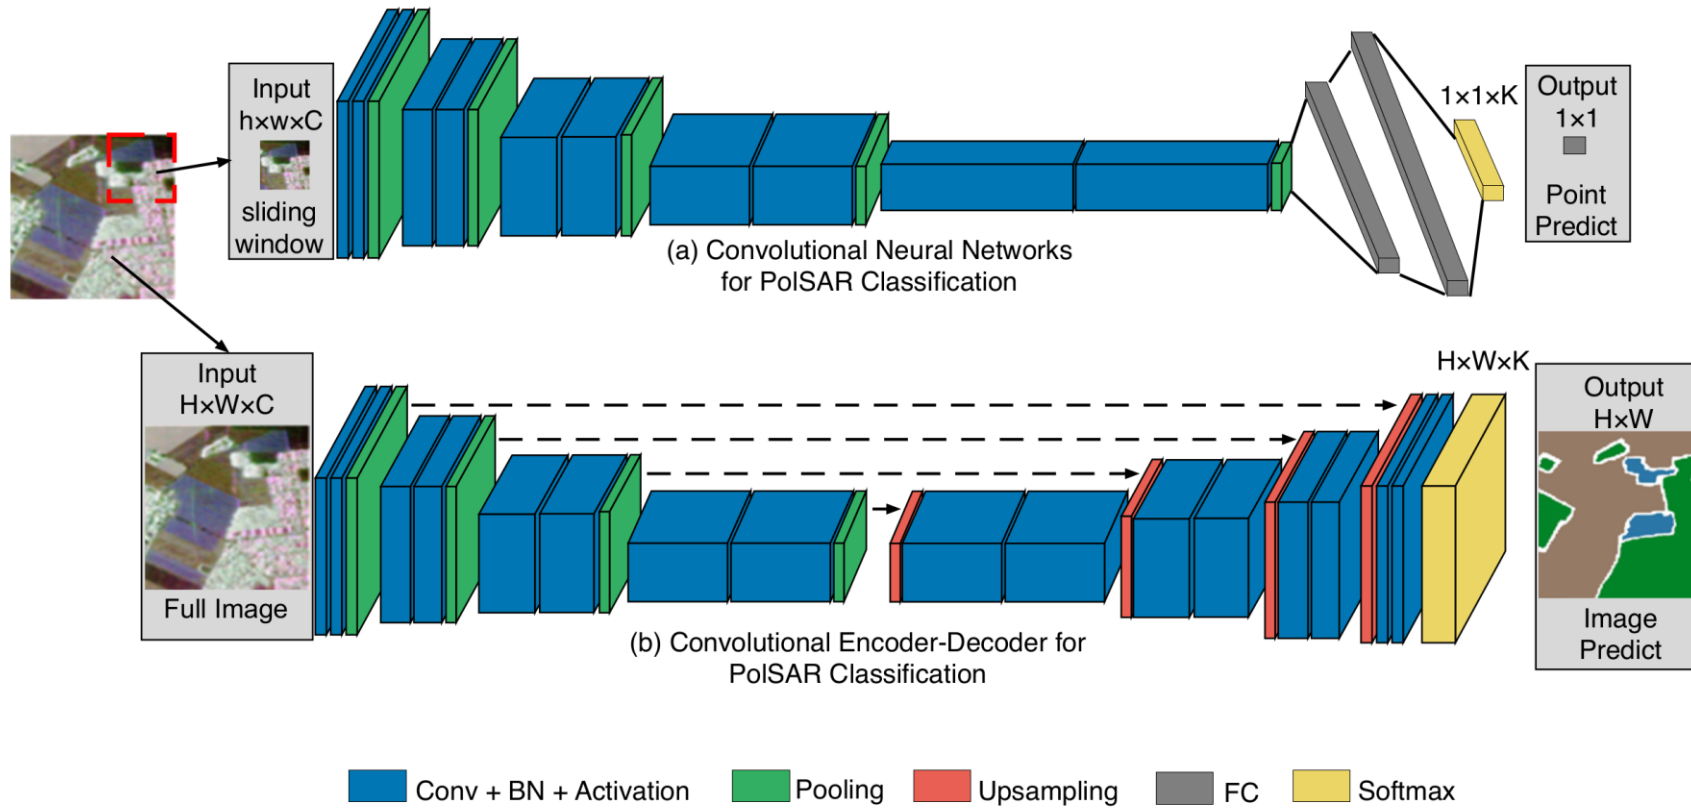 Input
h×w×C
sliding
window
(a) Convolutional Neural Networks
for PolSAR Classification
1×1×K
Output
1×1
Point
Predict
Input
H×W×C
Full Image
(b) Convolutional Encoder-Decoder for
PolSAR Classification
H×W×K
Output
H×W
Image
Predict
Conv + BN + Activation
Pooling
Upsampling
FC
Softmax